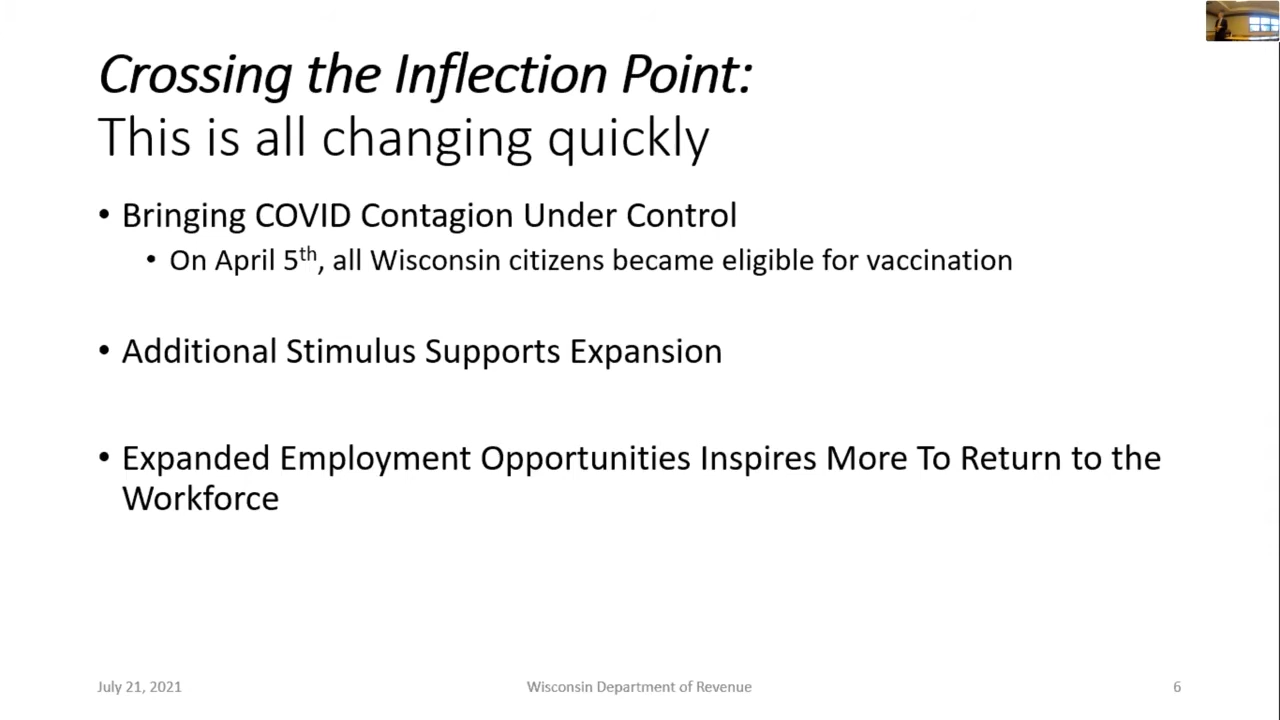 Crossing the Inflection Point:
This is all changing quickly
• Bringing COVID Contagion Under Control
• On April 5th, all Wisconsin citizens became eligible for vaccination
• Additional Stimulus Supports Expansion
• Expanded Employment Opportunities Inspires More To Return to the
Workforce
July 21, 2021
Wisconsin Department of Revenue
6